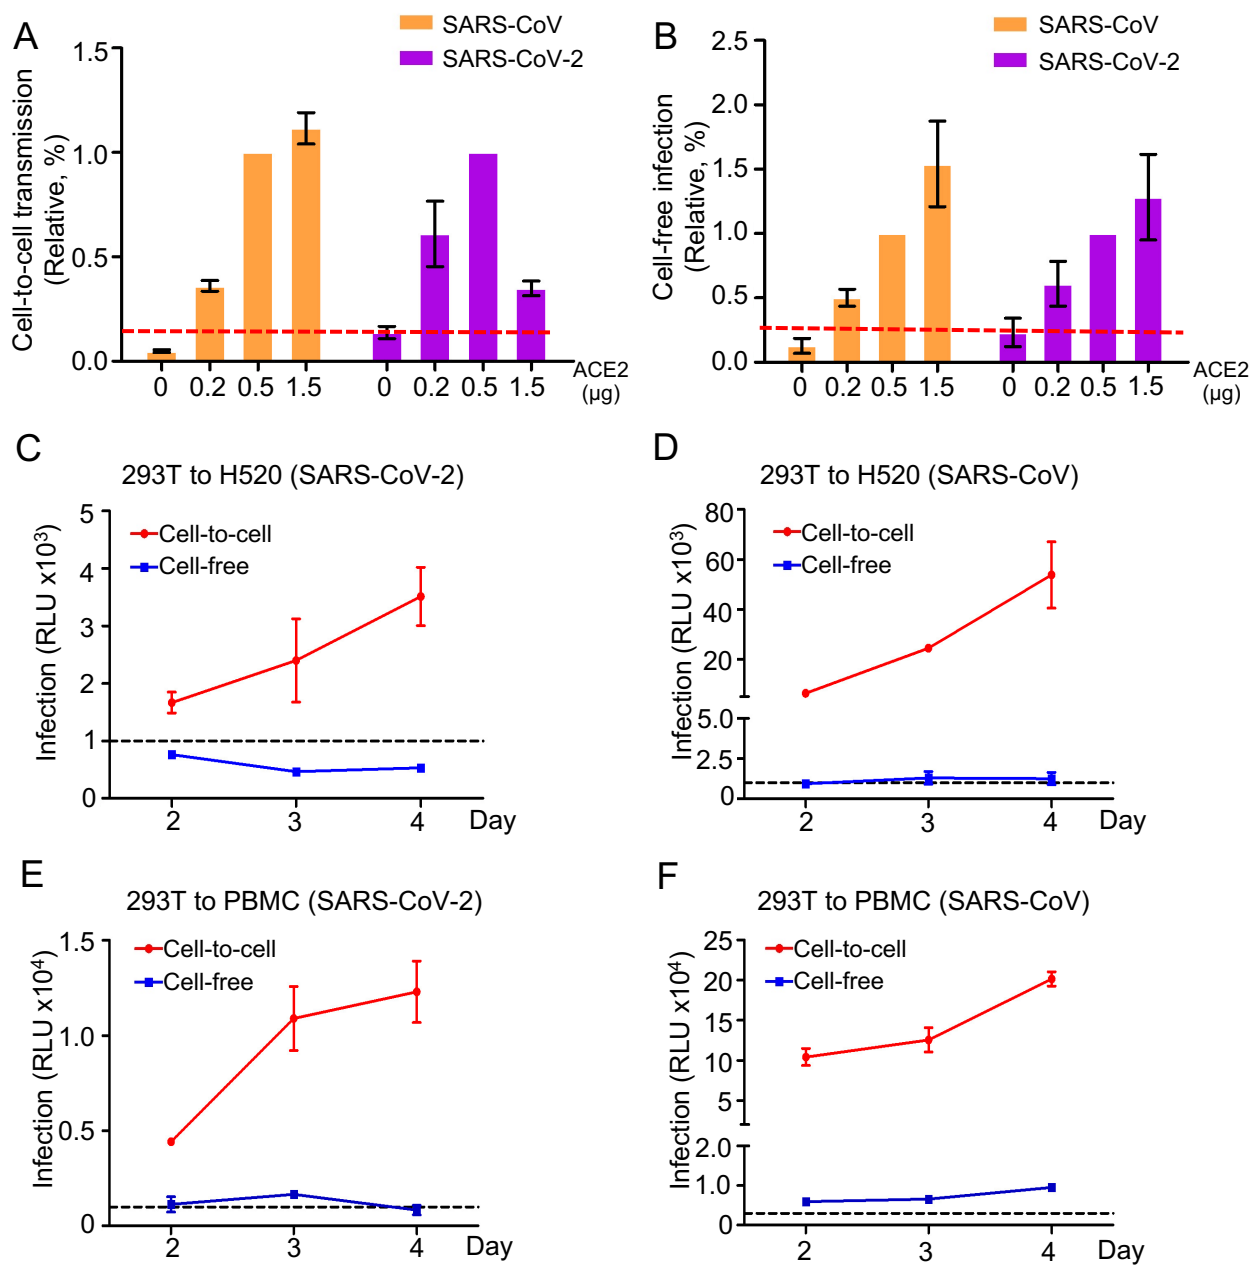 A
SARS-CoV
SARS-CoV-2
Cell-to-cell transmission
(Relative, %)
1.5
1.0
0.5
0.0
0 0.2 0.5 1.5 0 0.2 0.5 1.5
ACE2
(μg)
B
SARS-CoV
SARS-CoV-2
Cell-free infection
(Relative, %)
2.5
2.0
1.5
1.0
0.5
0.0
0 0.2 0.5 1.5 0 0.2 0.5 1.5
ACE2
(μg)
C
293T to H520 (SARS-CoV-2)
Cell-to-cell
Cell-free
Infection (RLU x10³)
5
4
3
2
1
0
2 3 4 Day
D
293T to H520 (SARS-CoV)
Cell-to-cell
Cell-free
Infection (RLU x10³)
80
60
40
20
5.0
2.5
0
2 3 4 Day
E
293T to PBMC (SARS-CoV-2)
Cell-to-cell
Cell-free
Infection (RLU x10⁴)
1.5
1.0
0.5
0
2 3 4 Day
F
293T to PBMC (SARS-CoV)
Cell-to-cell
Cell-free
Infection (RLU x10⁴)
25
20
15
10
5
2.0
1.0
0
2 3 4 Day